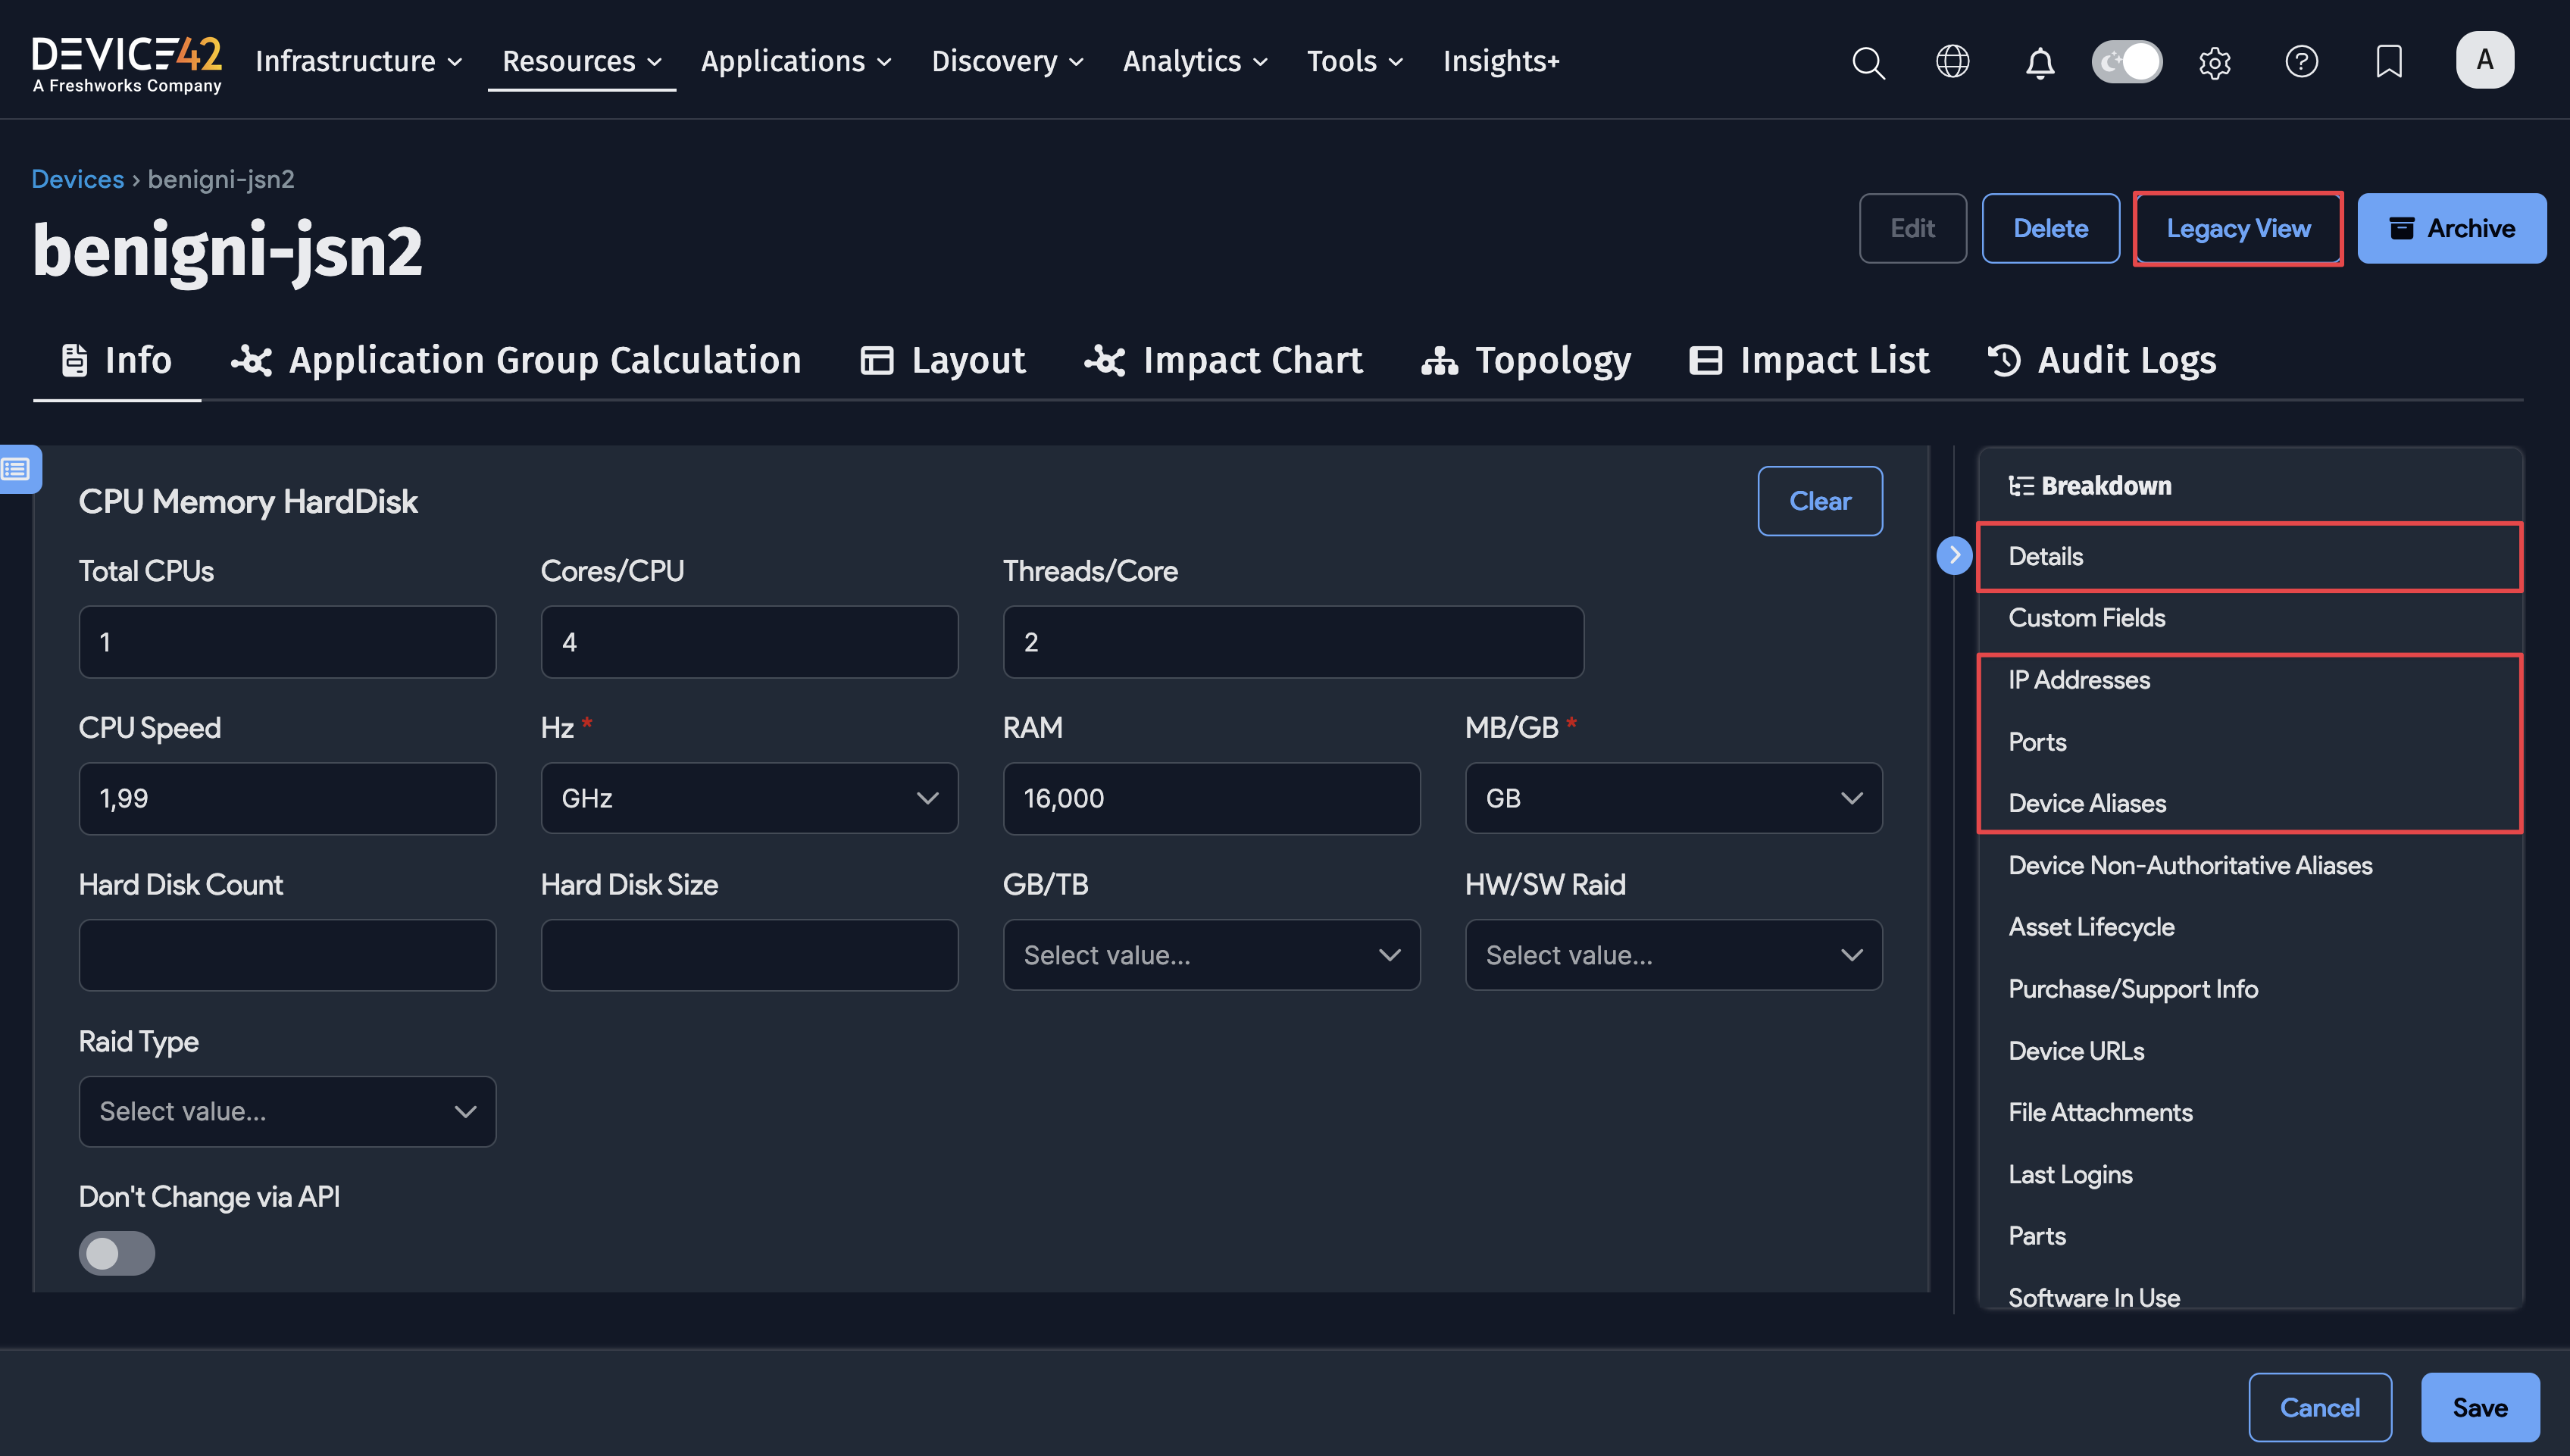 DEVICE42
A Freshworks Company
Infrastructure Resources Applications Discovery Analytics Tools Insights+
A
Devices › benigni-jsn2
benigni-jsn2
Edit Delete Legacy View Archive
Info Application Group Calculation Layout Impact Chart Topology Impact List Audit Logs
CPU Memory HardDisk
Clear
Total CPUs Cores/CPU Threads/Core
1 4 2
CPU Speed Hz * RAM MB/GB *
1,99 GHz 16,000 GB
Hard Disk Count Hard Disk Size GB/TB HW/SW Raid
Select value... Select value...
Raid Type
Select value...
Don't Change via API
Breakdown
Details
Custom Fields
IP Addresses
Ports
Device Aliases
Device Non-Authoritative Aliases
Asset Lifecycle
Purchase/Support Info
Device URLs
File Attachments
Last Logins
Parts
Software In Use
Cancel Save